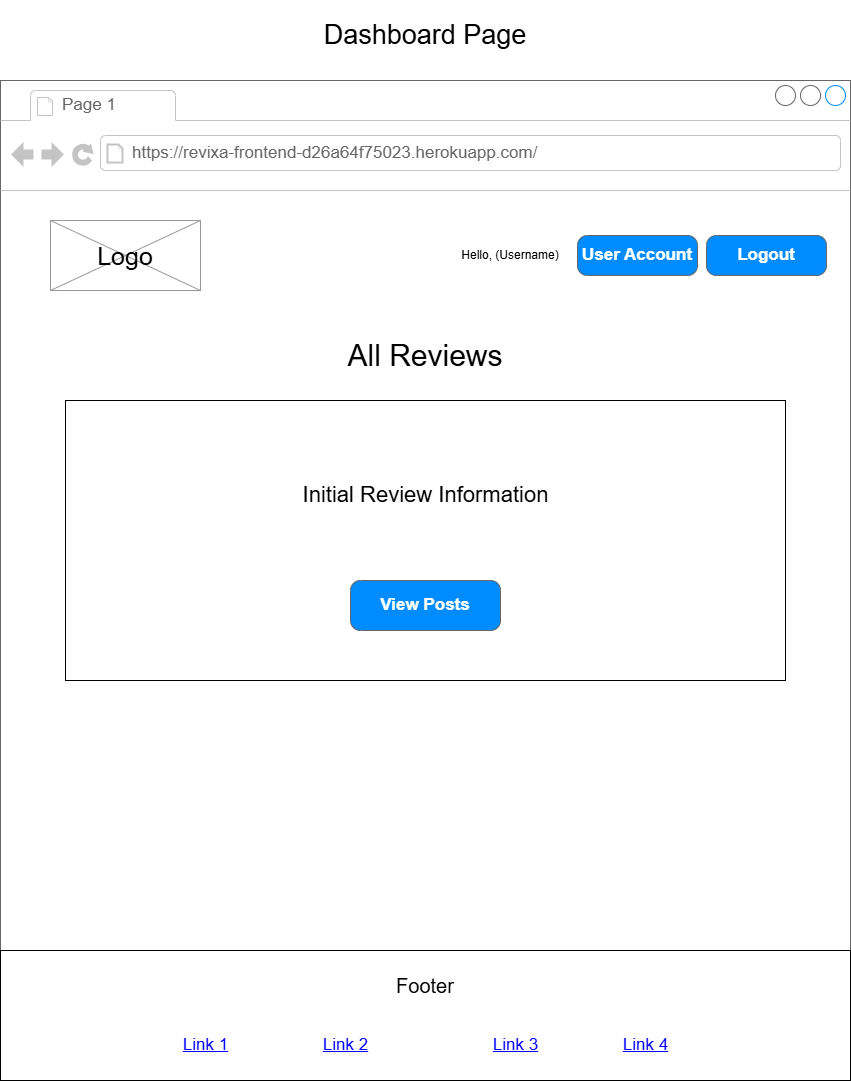 Dashboard Page
Page 1
https://revixa-frontend-d26a64f75023.herokuapp.com/
Logo
Hello, (Username)
User Account
Logout
All Reviews
Initial Review Information
View Posts
Footer
Link 1
Link 2
Link 3
Link 4